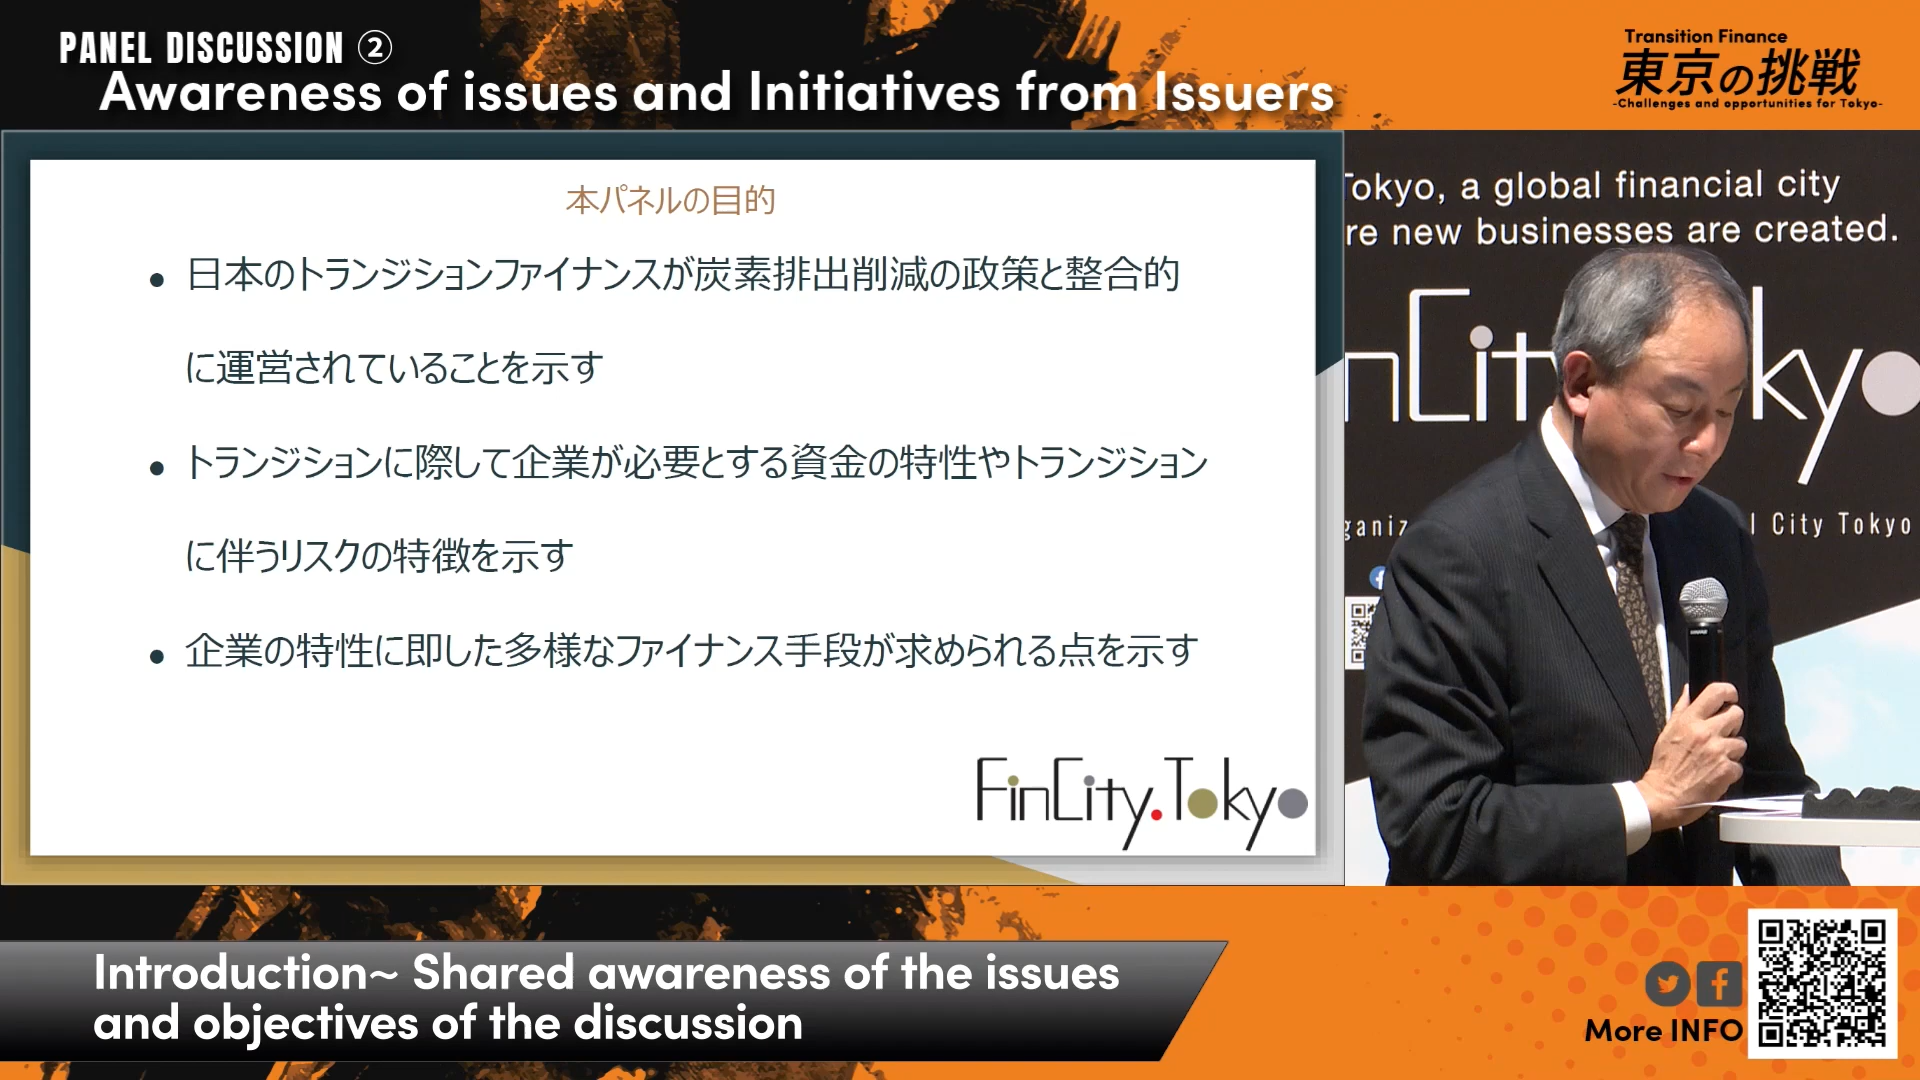 PANEL DISCUSSION ②
Awareness of issues and Initiatives from Issuers
Transition Finance
東京の挑戦
-Challenges and opportunities for Tokyo-
本パネルの目的
• 日本のトランジションファイナンスが炭素排出削減の政策と整合的
に運営されていることを示す
• トランジションに際して企業が必要とする資金の特性やトランジション
に伴うリスクの特徴を示す
• 企業の特性に即した多様なファイナンス手段が求められる点を示す
FinCity.Tokyo
Tokyo, a global financial city
re new businesses are created.
nCity
kyo
ganiz
l City Tokyo
Introduction~ Shared awareness of the issues
and objectives of the discussion
More INFO